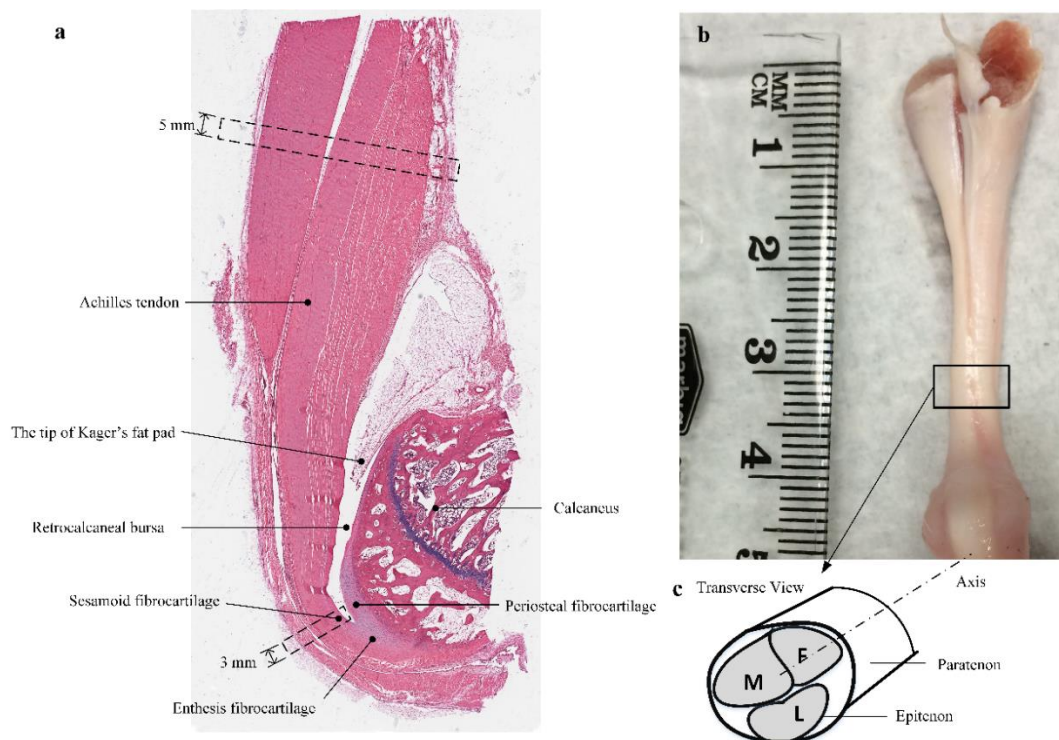 a
5 mm
Achilles tendon
The tip of Kager's fat pad
Retrocalcaneal bursa
Sesamoid fibrocartilage
3 mm
Enthesis fibrocartilage
Calcaneus
Periosteal fibrocartilage
b
MM
CM
1
2
3
4
5
c
Transverse View
Axis
F
M
L
Paratenon
Epitenon